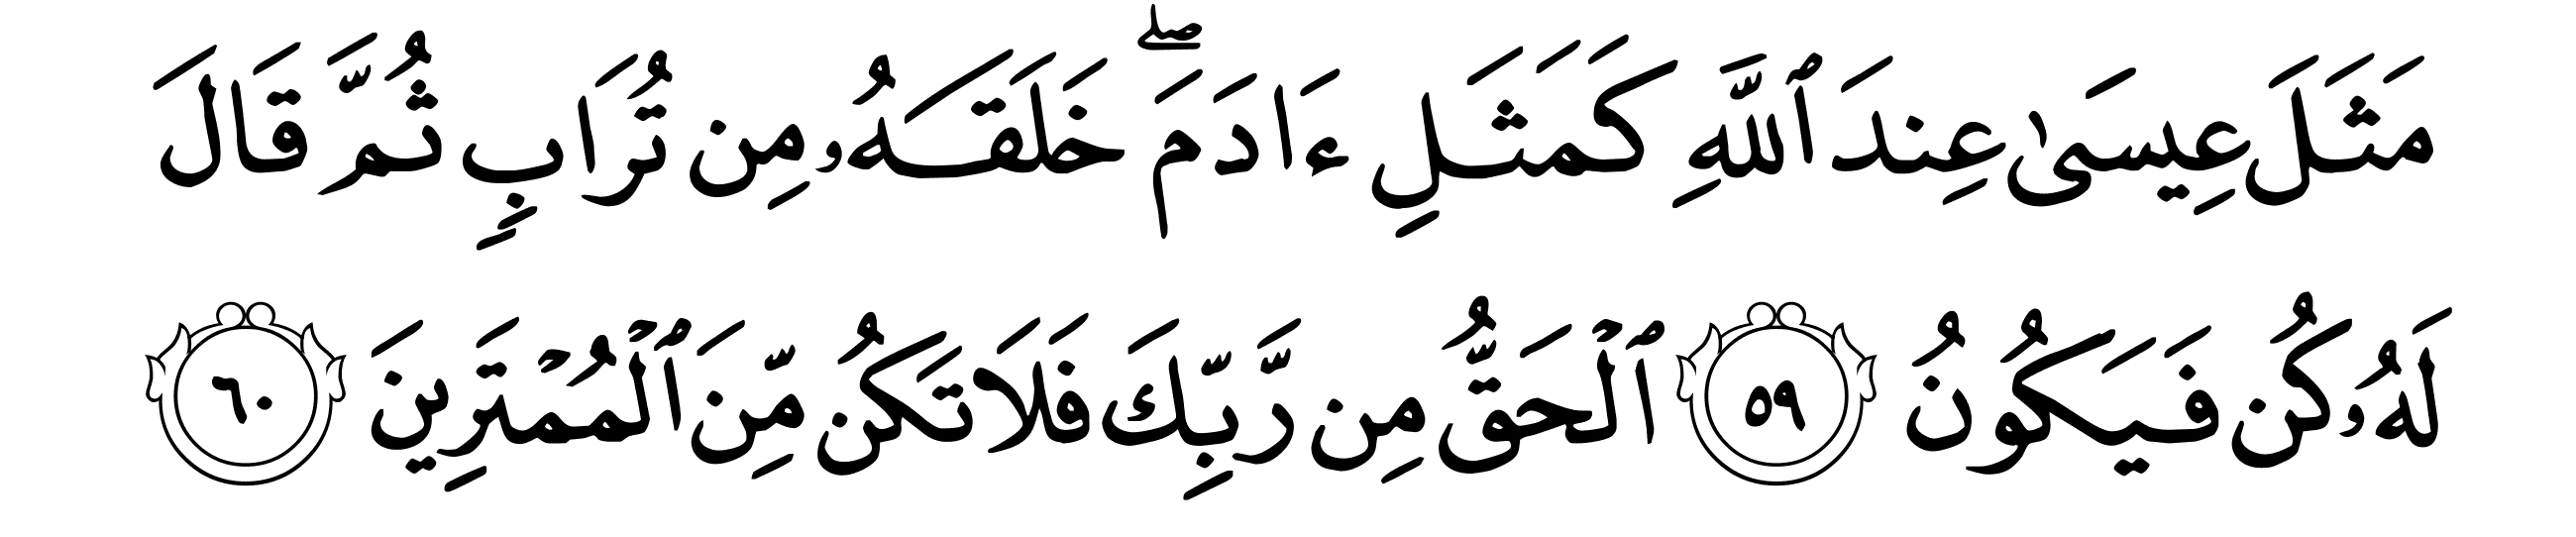 مَثَلَ عِيسَىٰ عِندَ ٱللَّهِ كَمَثَلِ ءَادَمَ ۖ خَلَقَهُۥ مِن تُرَابٍ ثُمَّ قَالَ
لَهُۥ كُن فَيَكُونُ ٥٩ ٱلْحَقُّ مِن رَّبِّكَ فَلَا تَكُن مِّنَ ٱلْمُمْتَرِينَ ٦٠